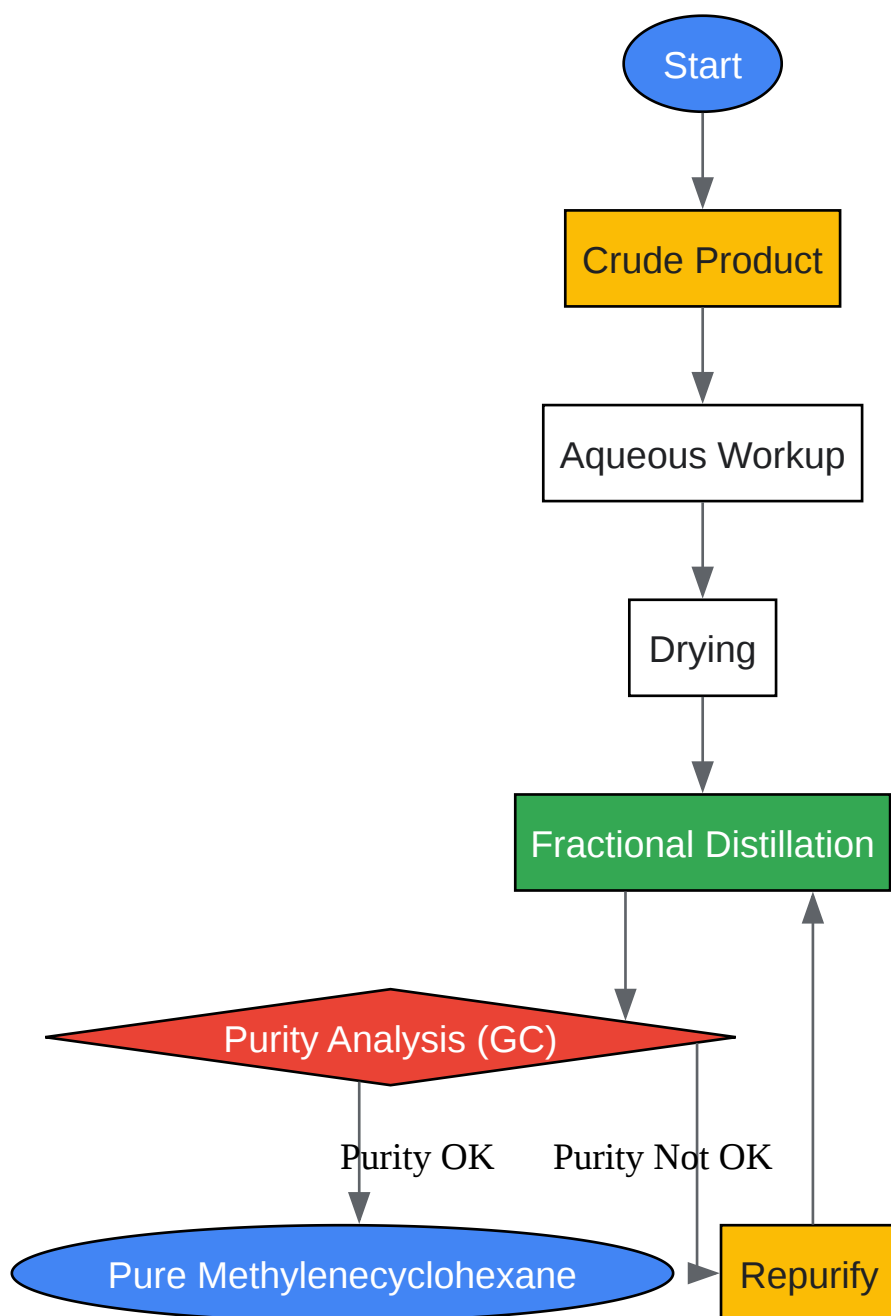 Start
Crude Product
Aqueous Workup
Drying
Fractional Distillation
Purity Analysis (GC)
Purity OK
Purity Not OK
Pure Methylenecyclohexane
Repurify